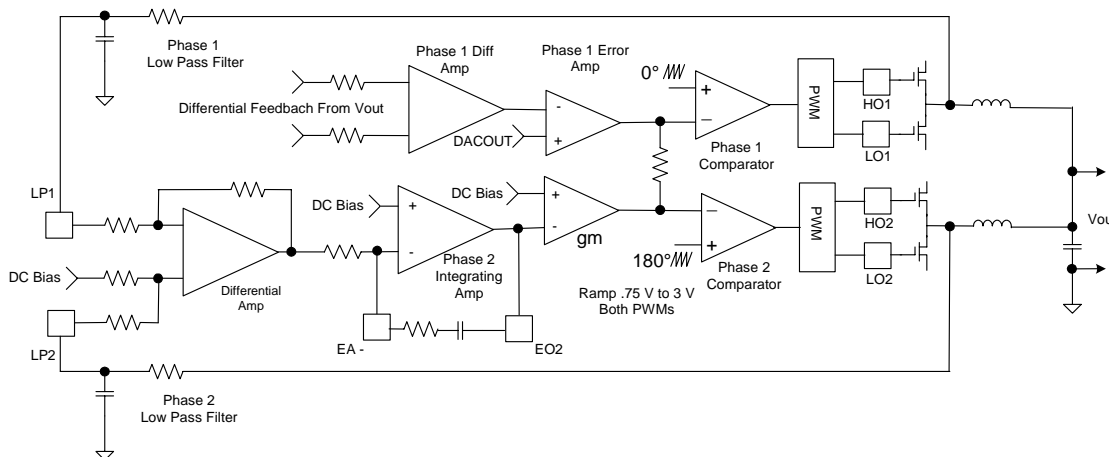 Phase 1
Low Pass Filter
Phase 1 Diff
Amp
Phase 1 Error
Amp
0°
+
−
Differential Feedbach From Vout
-
+
DACOUT
Phase 1
Comparator
PWM
HO1
LO1
LP1
DC Bias
+
-
DC Bias
+
-
gm
−
+
180°
Phase 2
Comparator
PWM
HO2
LO2
Vou
DC Bias
Differential
Amp
Phase 2
Integrating
Amp
Ramp .75 V to 3 V
Both PWMs
LP2
EA -
EO2
Phase 2
Low Pass Filter